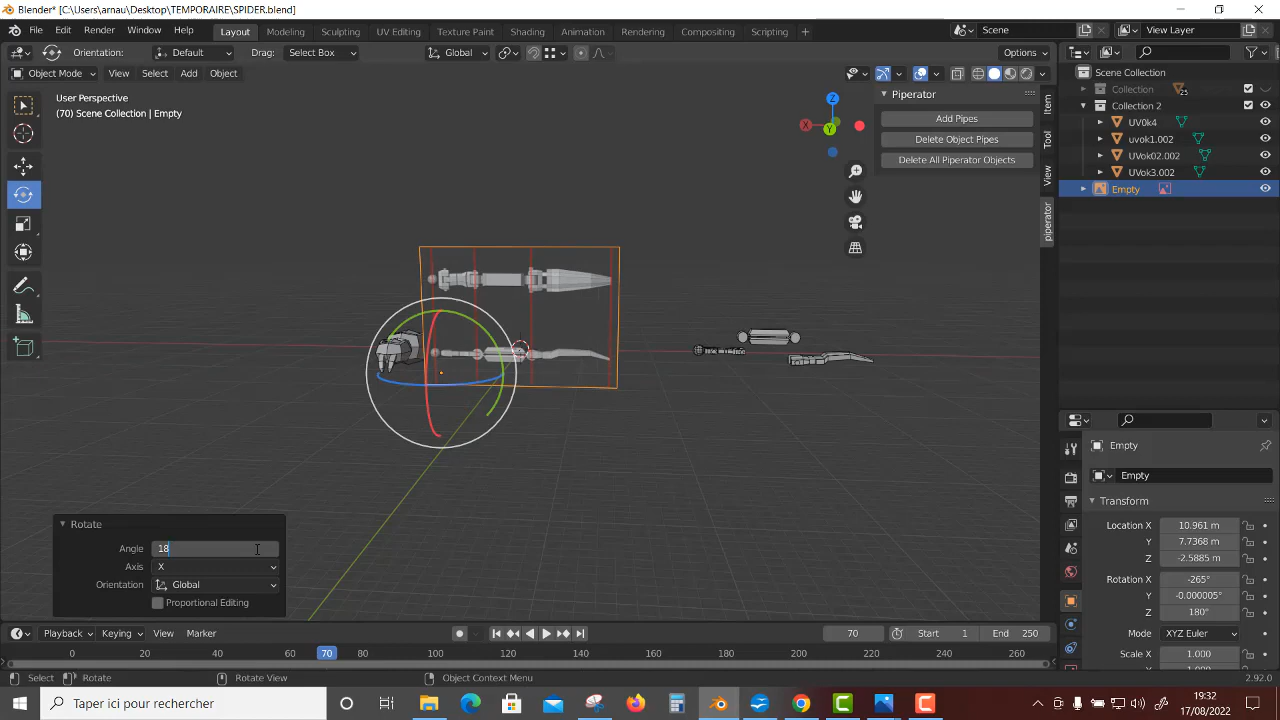 Blender* [C:\Users\arnau\Desktop\TEMPORAIRE\SPIDER.blend]
File Edit Render Window Help Layout Modeling Sculpting UV Editing Texture Paint Shading Animation Rendering Compositing Scripting + Scene View Layer
Orientation: Default Drag: Select Box Global Options
Object Mode View Select Add Object
User Perspective
(70) Scene Collection | Empty
Z
X
Y
Piperator
Add Pipes
Delete Object Pipes
Delete All Piperator Objects
Item
Tool
View
piperator
Scene Collection
Collection 25
Collection 2
UV0k4
uvok1.002
UVok02.002
UVok3.002
Empty
Empty
Empty
Transform
Location X 10.961 m
Y 7.7368 m
Z -2.5885 m
Rotation X -265°
Y -0.000005°
Z 180°
Mode XYZ Euler
Scale X 1.000
Rotate
Angle 18
Axis X
Orientation Global
Proportional Editing
Playback Keying View Marker 70 Start 1 End 250
0 20 40 60 70 80 100 120 140 160 180 200 220 240 260
Select Rotate Rotate View Object Context Menu 2.92.0
Taper ici pour rechercher
19:32
17/08/2022